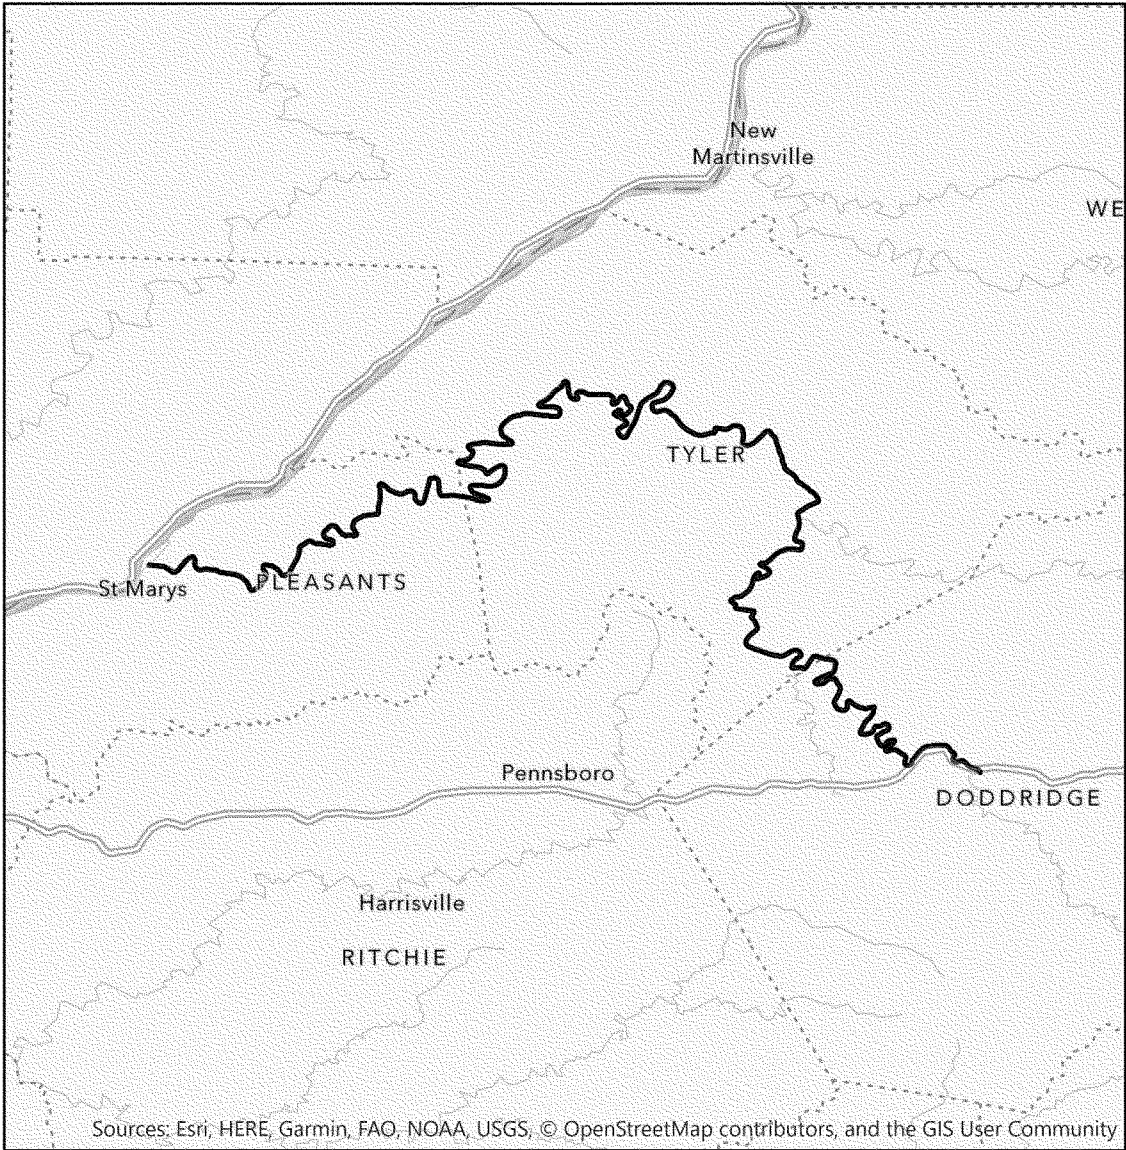 New
Martinsville
WE
TYLER
St Marys
PLEASANTS
Pennsboro
DODDRIDGE
Harrisville
RITCHIE
Sources: Esri, HERE, Garmin, FAO, NOAA, USGS, © OpenStreetMap contributors, and the GIS User Community